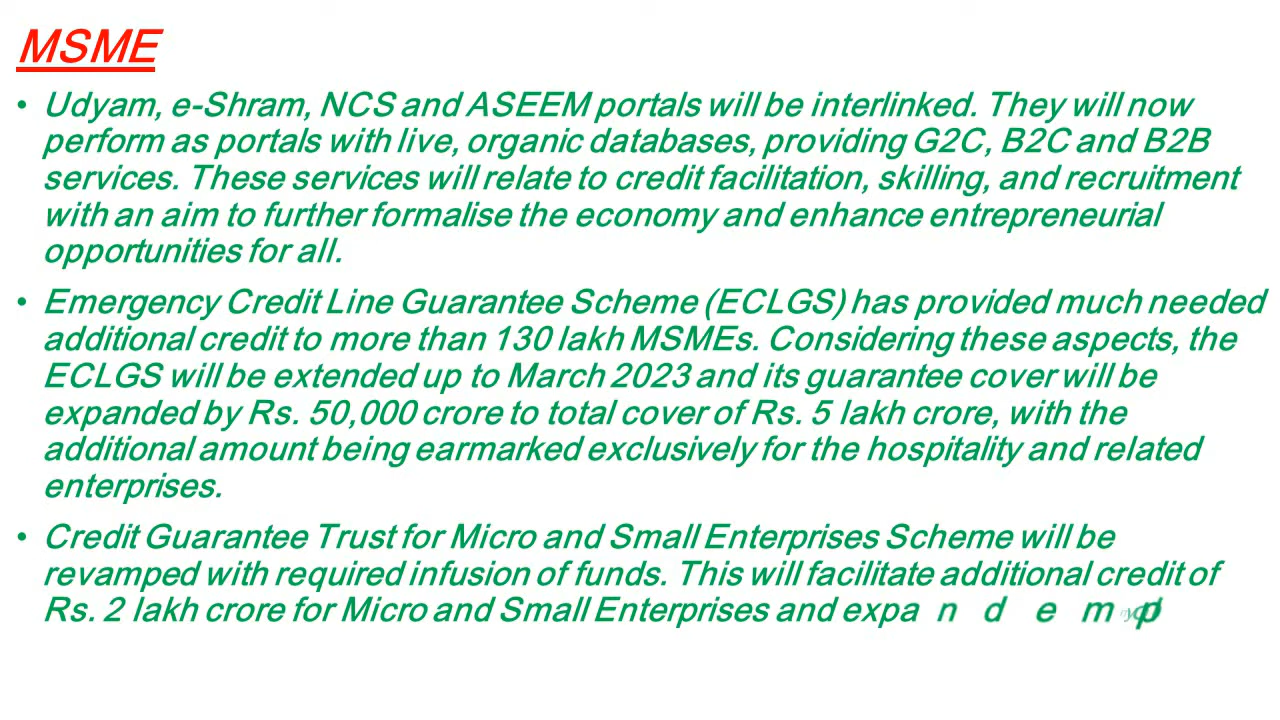 MSME
• Udyam, e-Shram, NCS and ASEEM portals will be interlinked. They will now
perform as portals with live, organic databases, providing G2C, B2C and B2B
services. These services will relate to credit facilitation, skilling, and recruitment
with an aim to further formalise the economy and enhance entrepreneurial
opportunities for all.
• Emergency Credit Line Guarantee Scheme (ECLGS) has provided much needed
additional credit to more than 130 lakh MSMEs. Considering these aspects, the
ECLGS will be extended up to March 2023 and its guarantee cover will be
expanded by Rs. 50,000 crore to total cover of Rs. 5 lakh crore, with the
additional amount being earmarked exclusively for the hospitality and related
enterprises.
• Credit Guarantee Trust for Micro and Small Enterprises Scheme will be
revamped with required infusion of funds. This will facilitate additional credit of
Rs. 2 lakh crore for Micro and Small Enterprises and expand